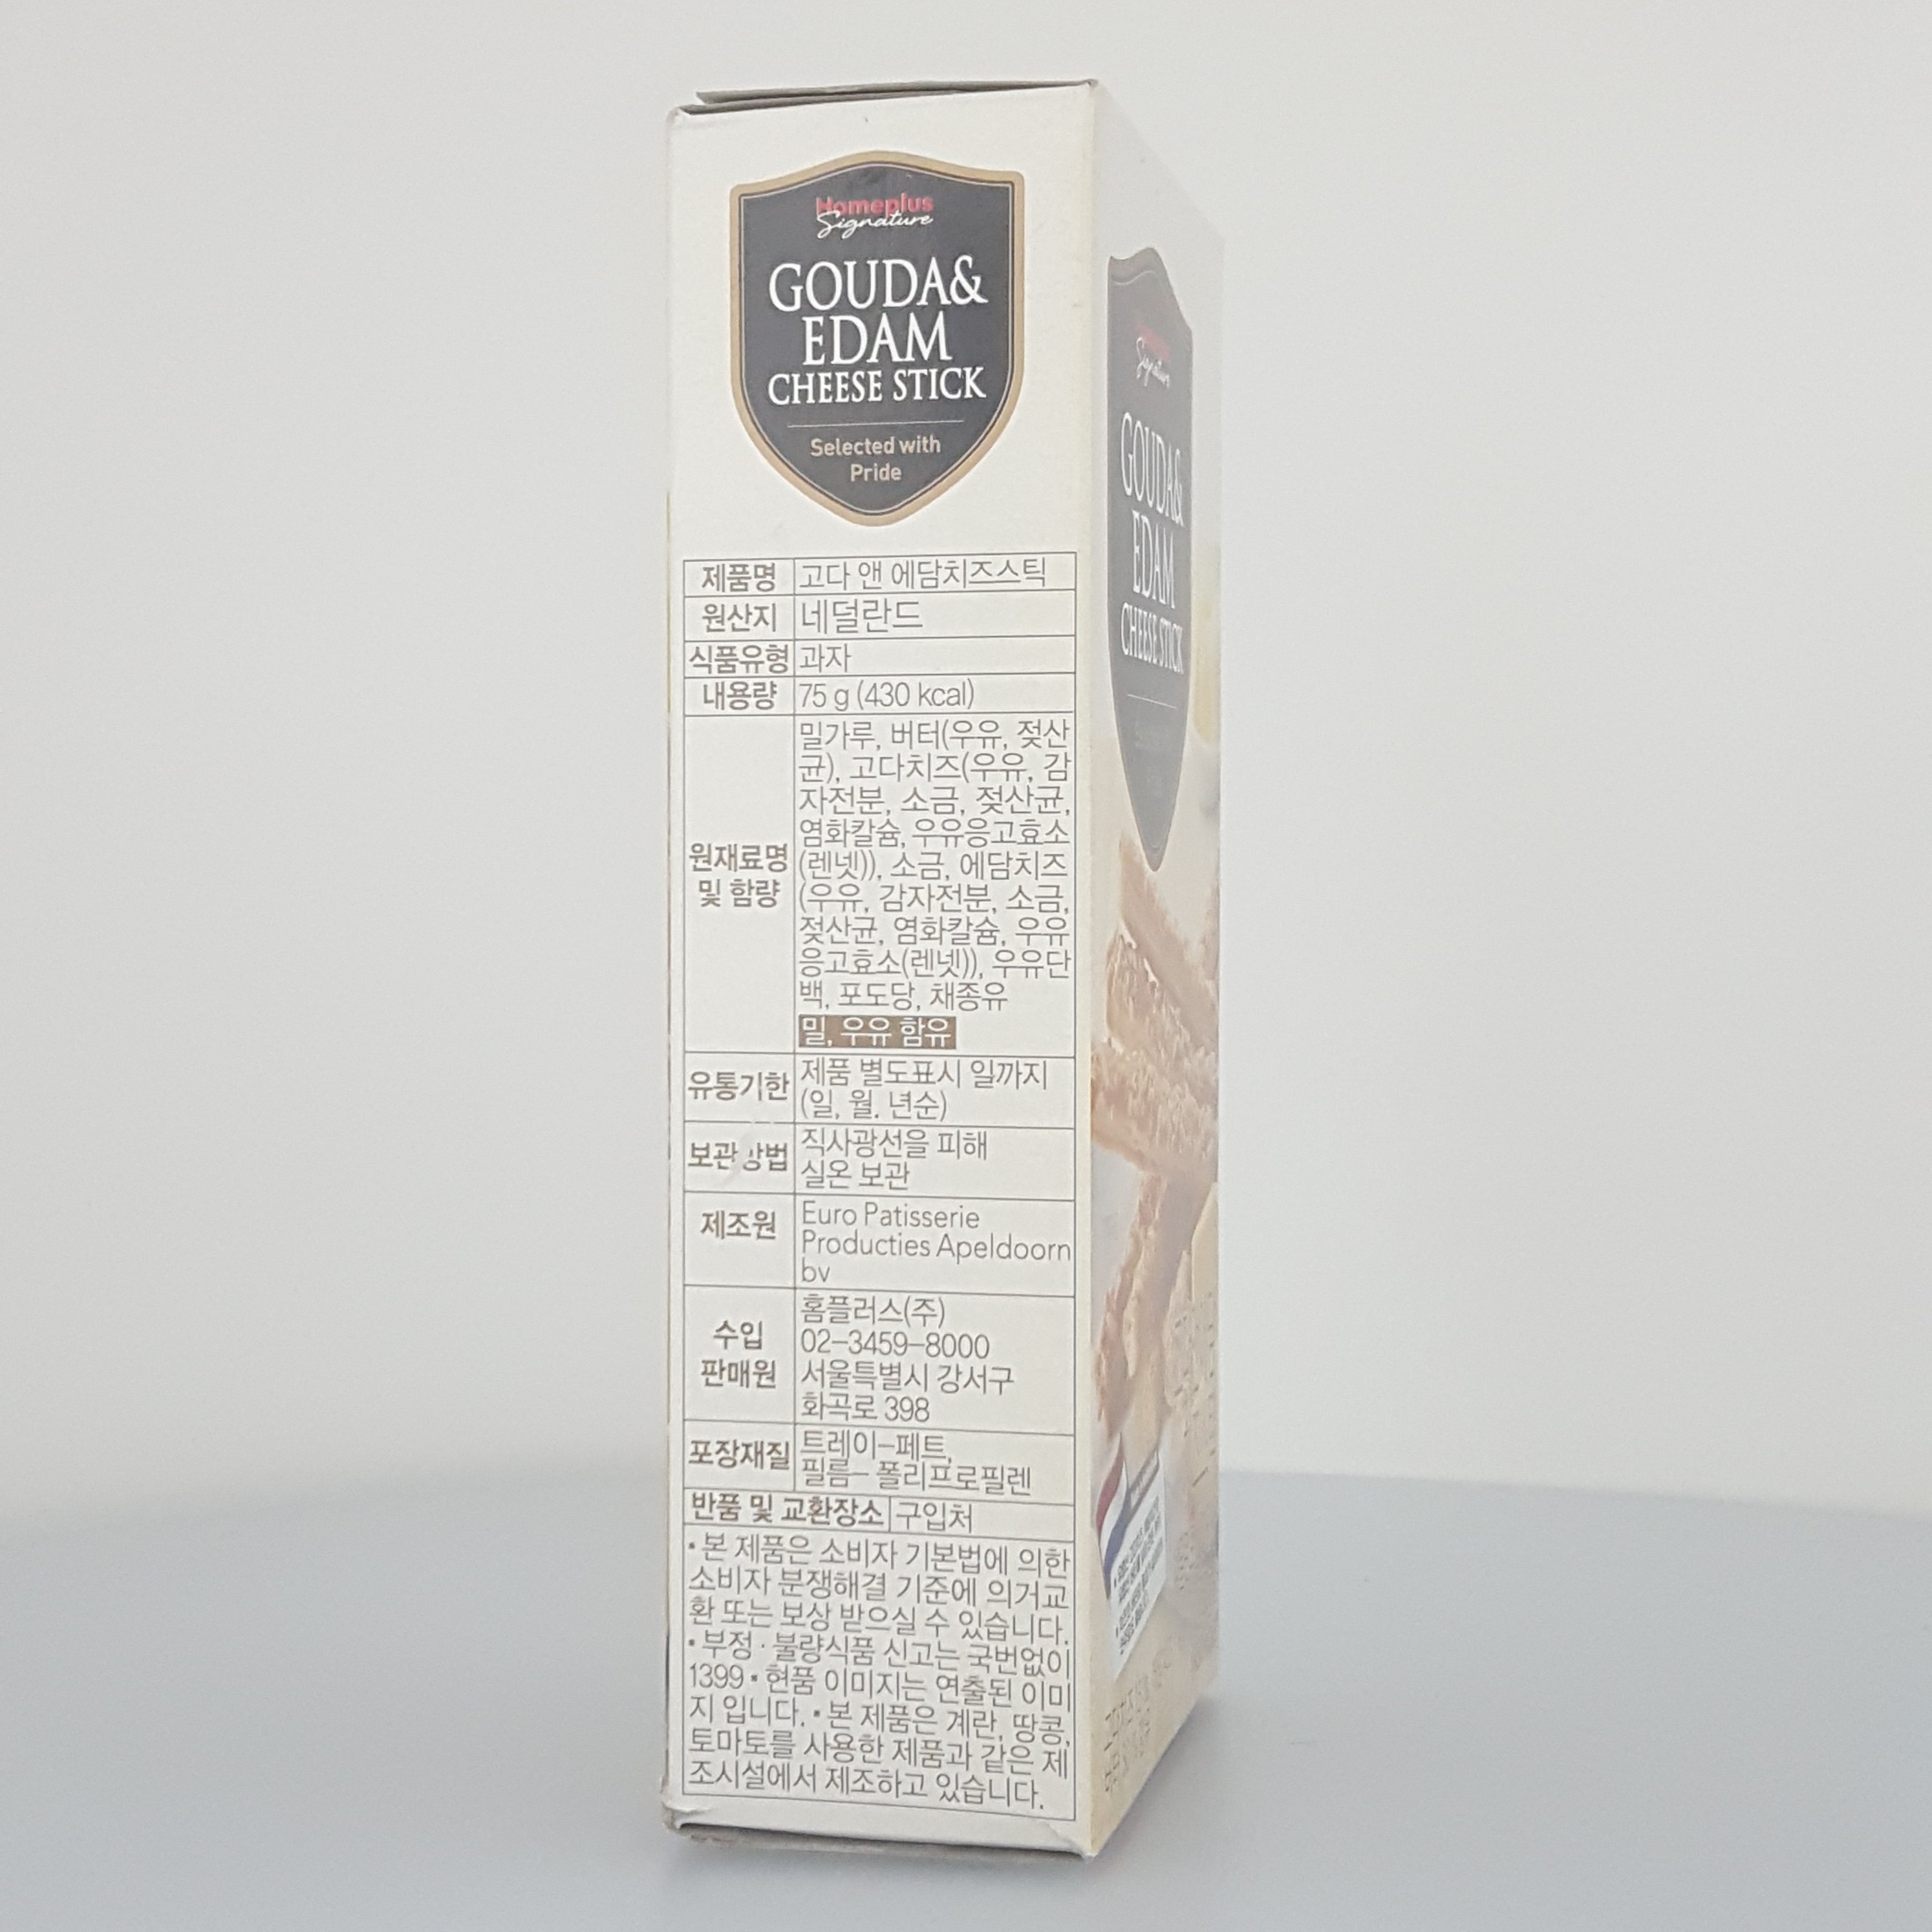 Homeplus
Signature
GOUDA&
EDAM
CHEESE STICK
Selected with
Pride
제품명 고다 앤 에담치즈스틱
원산지 네덜란드
식품유형 과자
내용량 75 g (430 kcal)
원재료명
및 함량
밀가루, 버터(우유, 젖산
균), 고다치즈(우유, 감
자전분, 소금, 젖산균,
염화칼슘, 우유응고효소
(렌넷)), 소금, 에담치즈
(우유, 감자전분, 소금,
젖산균, 염화칼슘, 우유
응고효소(렌넷)), 우유단
백, 포도당, 채종유
밀, 우유 함유
유통기한
제품 별도표시 일까지
(일, 월. 년순)
보관방법
직사광선을 피해
실온 보관
제조원
Euro Patisserie
Producties Apeldoorn
bv
수입
판매원
홈플러스(주)
02-3459-8000
서울특별시 강서구
화곡로 398
포장재질
트레이-페트,
필름- 폴리프로필렌
반품 및 교환장소 구입처
▪본 제품은 소비자 기본법에 의한
소비자 분쟁해결 기준에 의거교
환 또는 보상 받으실 수 있습니다.
▪부정·불량식품 신고는 국번없이
1399▪현품 이미지는 연출된 이미
지 입니다.▪본 제품은 계란, 땅콩,
토마토를 사용한 제품과 같은 제
조시설에서 제조하고 있습니다.
Signature
GOUDA&
EDAM
CHEESE STICK